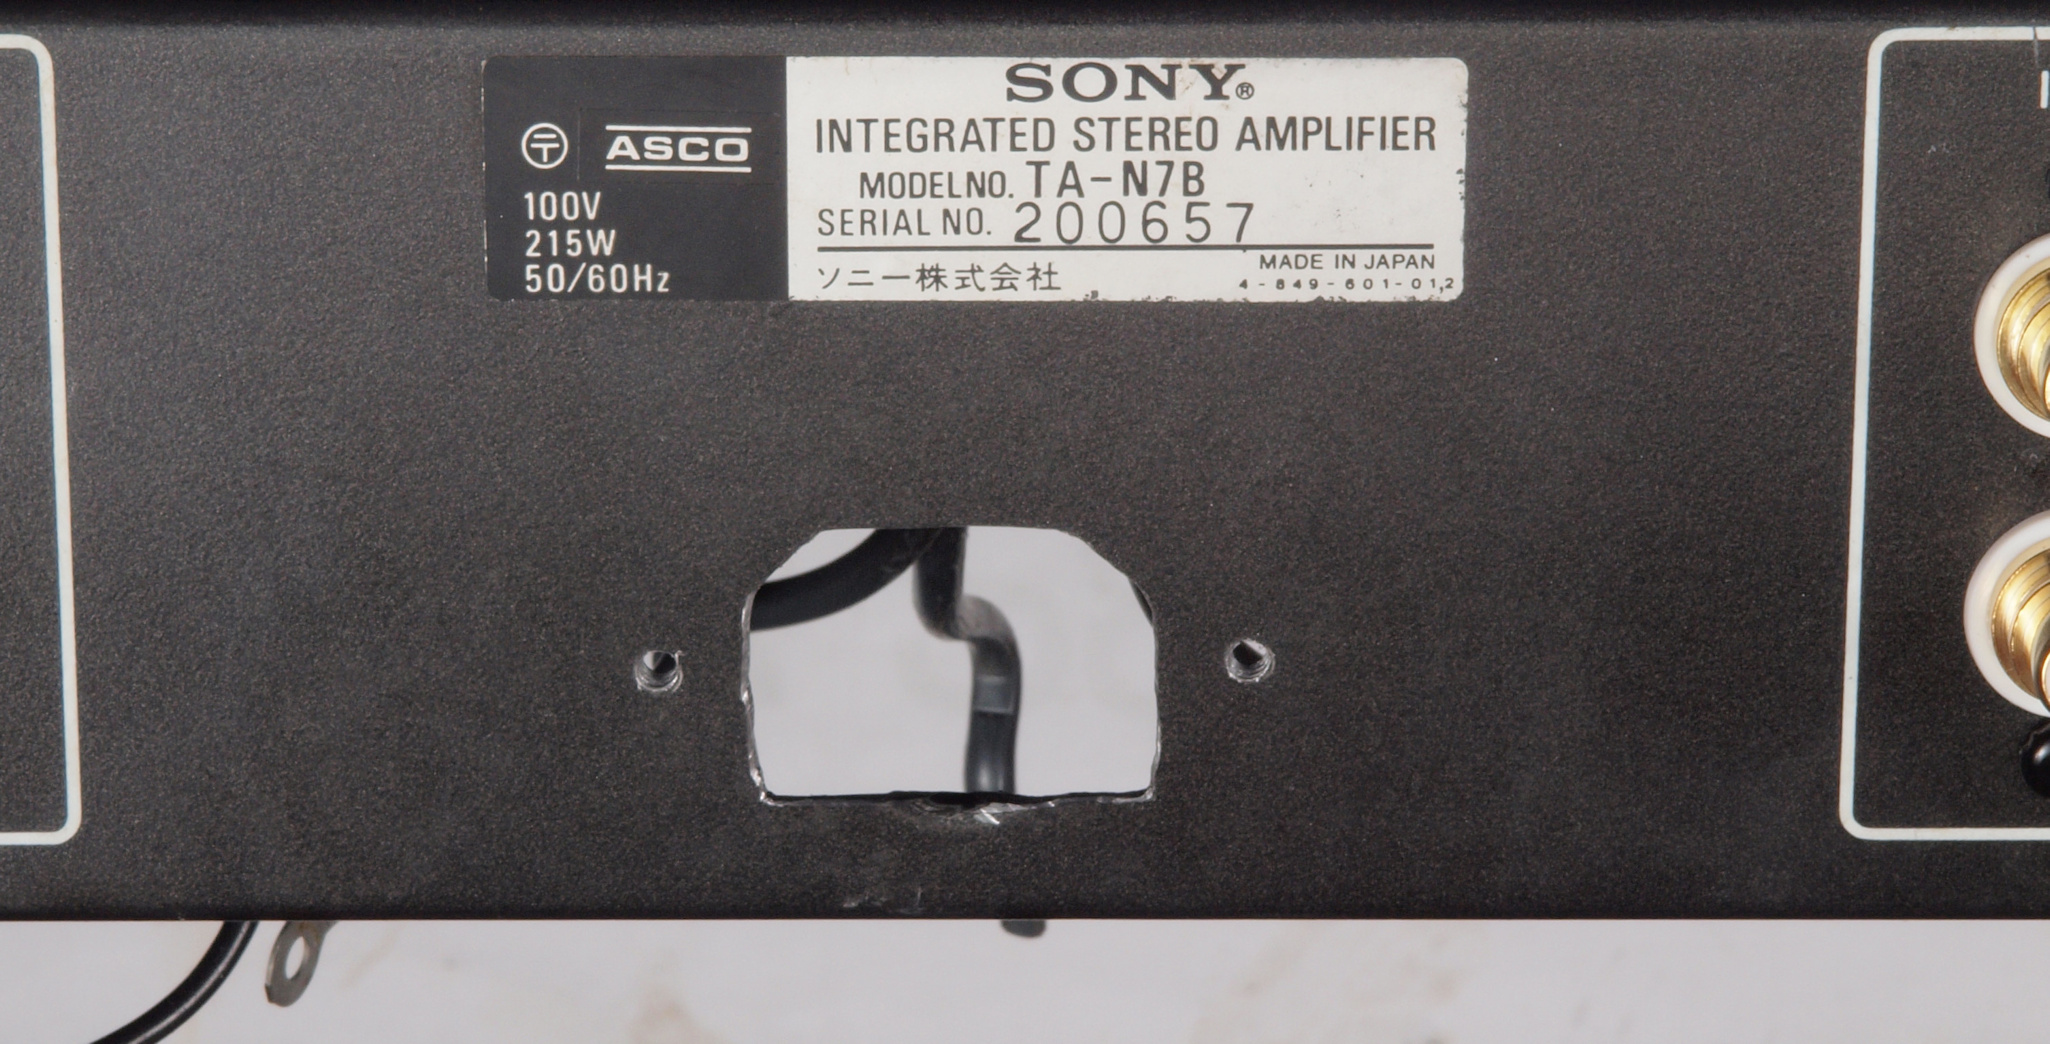 〒 ASCO
100V
215W
50/60Hz
SONY®
INTEGRATED STEREO AMPLIFIER
MODEL NO. TA-N7B
SERIAL NO. 200657
ソニー株式会社
MADE IN JAPAN
4-849-601-01,2